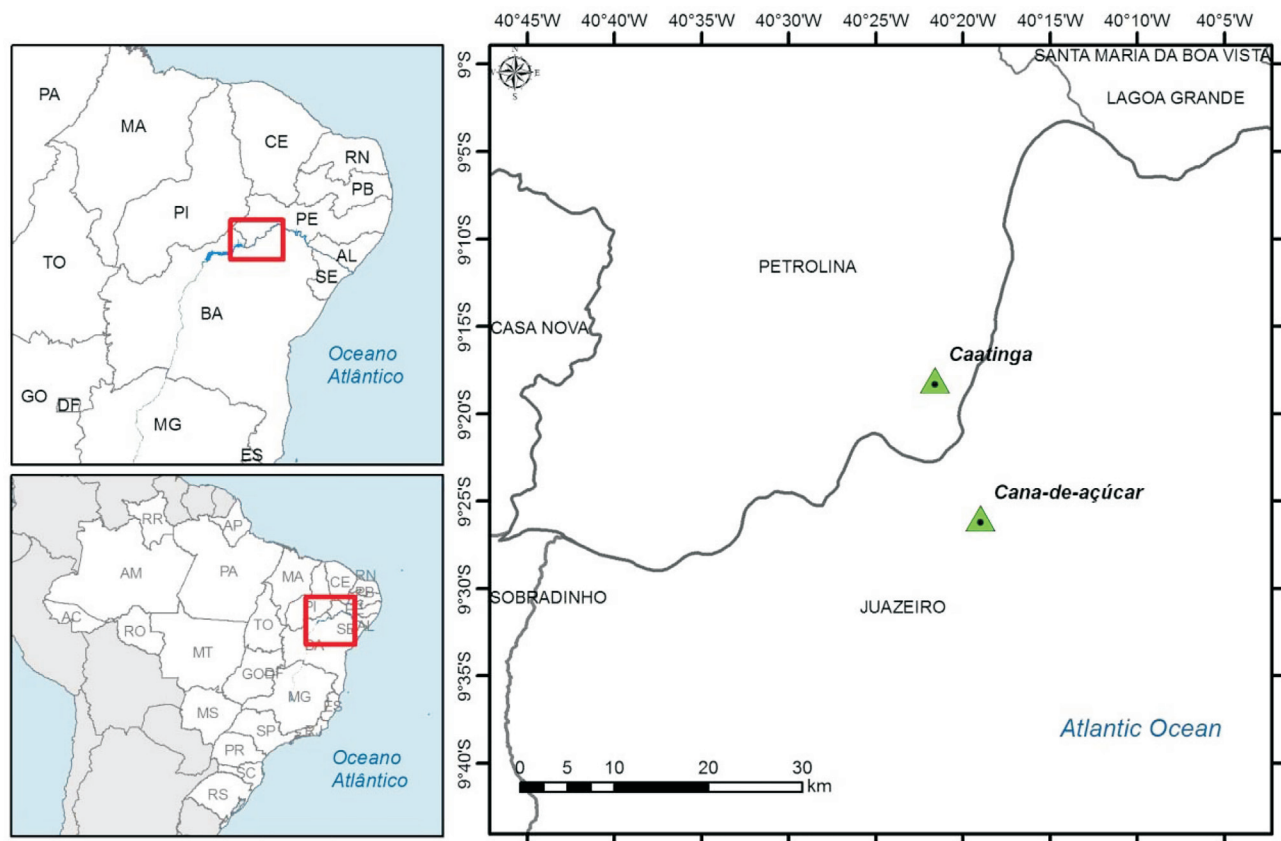 PA
MA
CE
RN
PB
PI
PE
TO
AL
SE
BA
Oceano
Atlântico
GO
DF
MG
ES
RR
AP
AM
PA
MA
CE
RN
PB
PI
AC
RO
TO
SE
AL
BA
MT
GO
DF
MG
ES
MS
SP
RJ
PR
SC
RS
Oceano
Atlântico
40°45'W 40°40'W 40°35'W 40°30'W 40°25'W 40°20'W 40°15'W 40°10'W 40°05'W
9°S
9°5'S
9°10'S
9°15'S
9°20'S
9°25'S
9°30'S
9°35'S
9°40'S
N
W E
S
SANTA MARIA DA BOA VISTA
LAGOA GRANDE
PETROLINA
CASA NOVA
Caatinga
Cana-de-açúcar
SOBRADINHO
JUAZEIRO
Atlantic Ocean
0 5 10 20 30
km